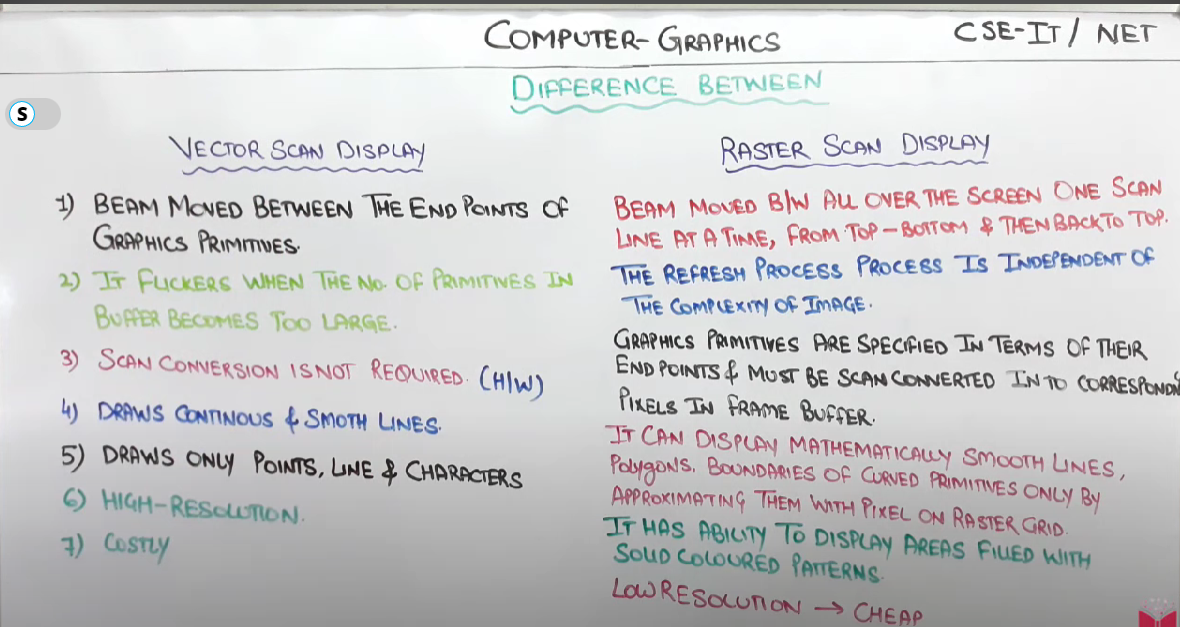 COMPUTER-GRAPHICS
CSE-IT / NET
DIFFERENCE BETWEEN
S
VECTOR SCAN DISPLAY
1) BEAM MOVED BETWEEN THE END POINTS OF
GRAPHICS PRIMITIVES.
2) IT FLICKERS WHEN THE NO. OF PRIMITIVES IN
BUFFER BECOMES TOO LARGE.
3) SCAN CONVERSION IS NOT REQUIRED. (H/W)
4) DRAWS CONTINOUS & SMOTH LINES.
5) DRAWS ONLY POINTS, LINE & CHARACTERS
6) HIGH-RESOLUTION.
7) COSTLY
RASTER SCAN DISPLAY
BEAM MOVED B/W ALL OVER THE SCREEN ONE SCAN
LINE AT A TIME, FROM TOP-BOTTOM & THEN BACK TO TOP.
THE REFRESH PROCESS PROCESS IS INDEPENDENT OF
THE COMPLEXITY OF IMAGE.
GRAPHICS PRIMITIVES ARE SPECIFIED IN TERMS OF THEIR
END POINTS & MUST BE SCAN CONVERTED IN TO CORRESPONDING
PIXELS IN FRAME BUFFER.
IT CAN DISPLAY MATHEMATICALLY SMOOTH LINES,
POLYGONS. BOUNDARIES OF CURVED PRIMITIVES ONLY BY
APPROXIMATING THEM WITH PIXEL ON RASTER GRID.
IT HAS ABILITY TO DISPLAY AREAS FILLED WITH
SOLID COLOURED PATTERNS.
LOW RESOLUTION → CHEAP